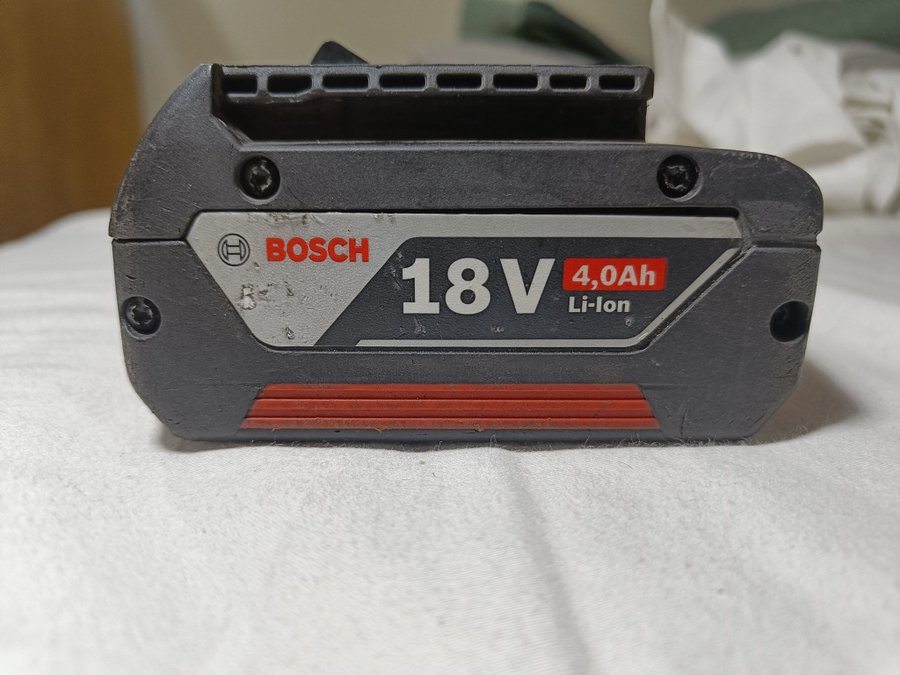 BOSCH
18V
4,0Ah
Li-Ion